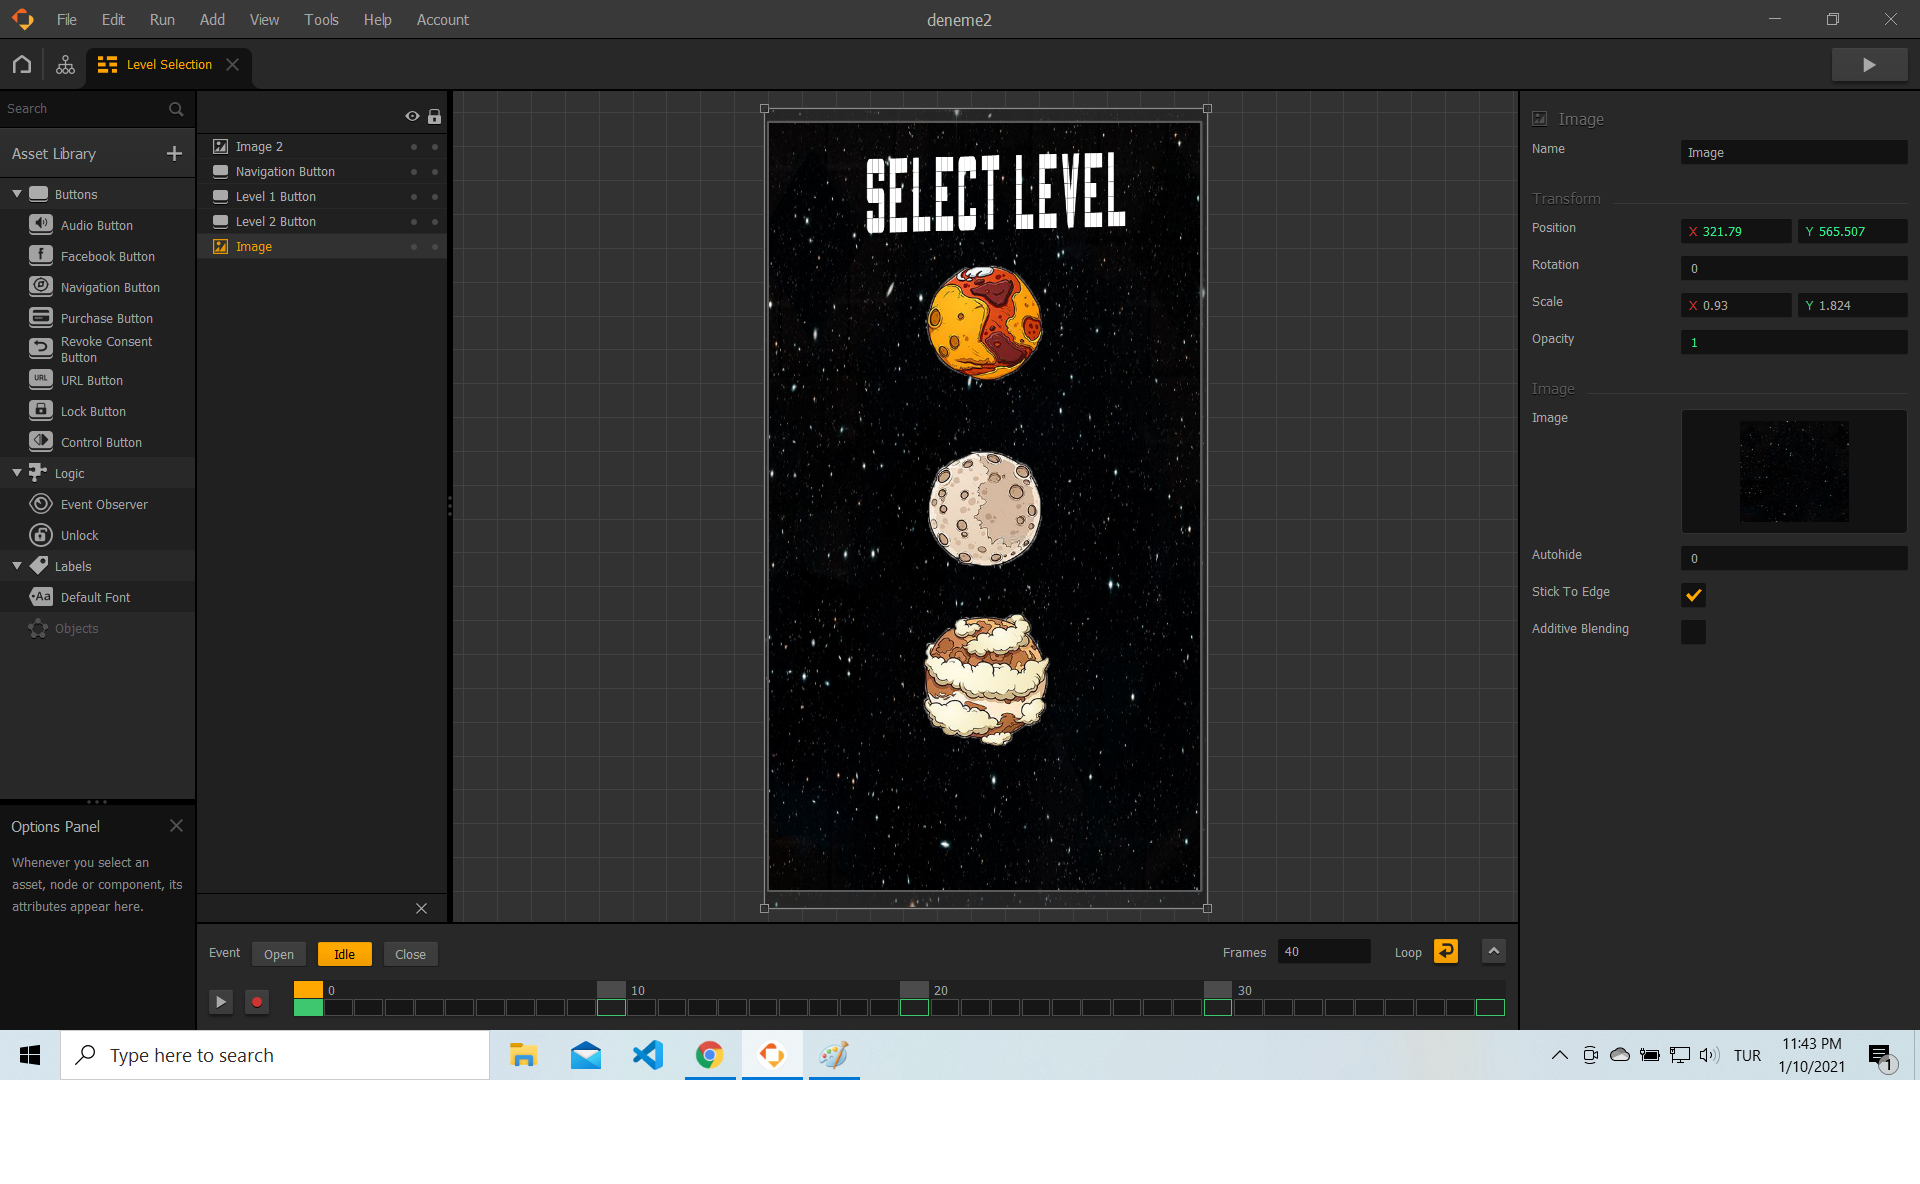 File Edit Run Add View Tools Help Account deneme2
Level Selection
Search
Asset Library
Buttons
Audio Button
Facebook Button
Navigation Button
Purchase Button
Revoke Consent
Button
URL
URL Button
Lock Button
Control Button
Logic
Event Observer
Unlock
Labels
Aa Default Font
Objects
Options Panel
Whenever you select an
asset, node or component, its
attributes appear here.
Image 2
Navigation Button
Level 1 Button
Level 2 Button
Image
SELECT LEVEL
Image
Name Image
Transform
Position X 321.79 Y 565.507
Rotation 0
Scale X 0.93 Y 1.824
Opacity 1
Image
Image
Autohide 0
Stick To Edge
Additive Blending
Event Open Idle Close Frames 40 Loop
0 10 20 30
Type here to search TUR 11:43 PM
1/10/2021
1